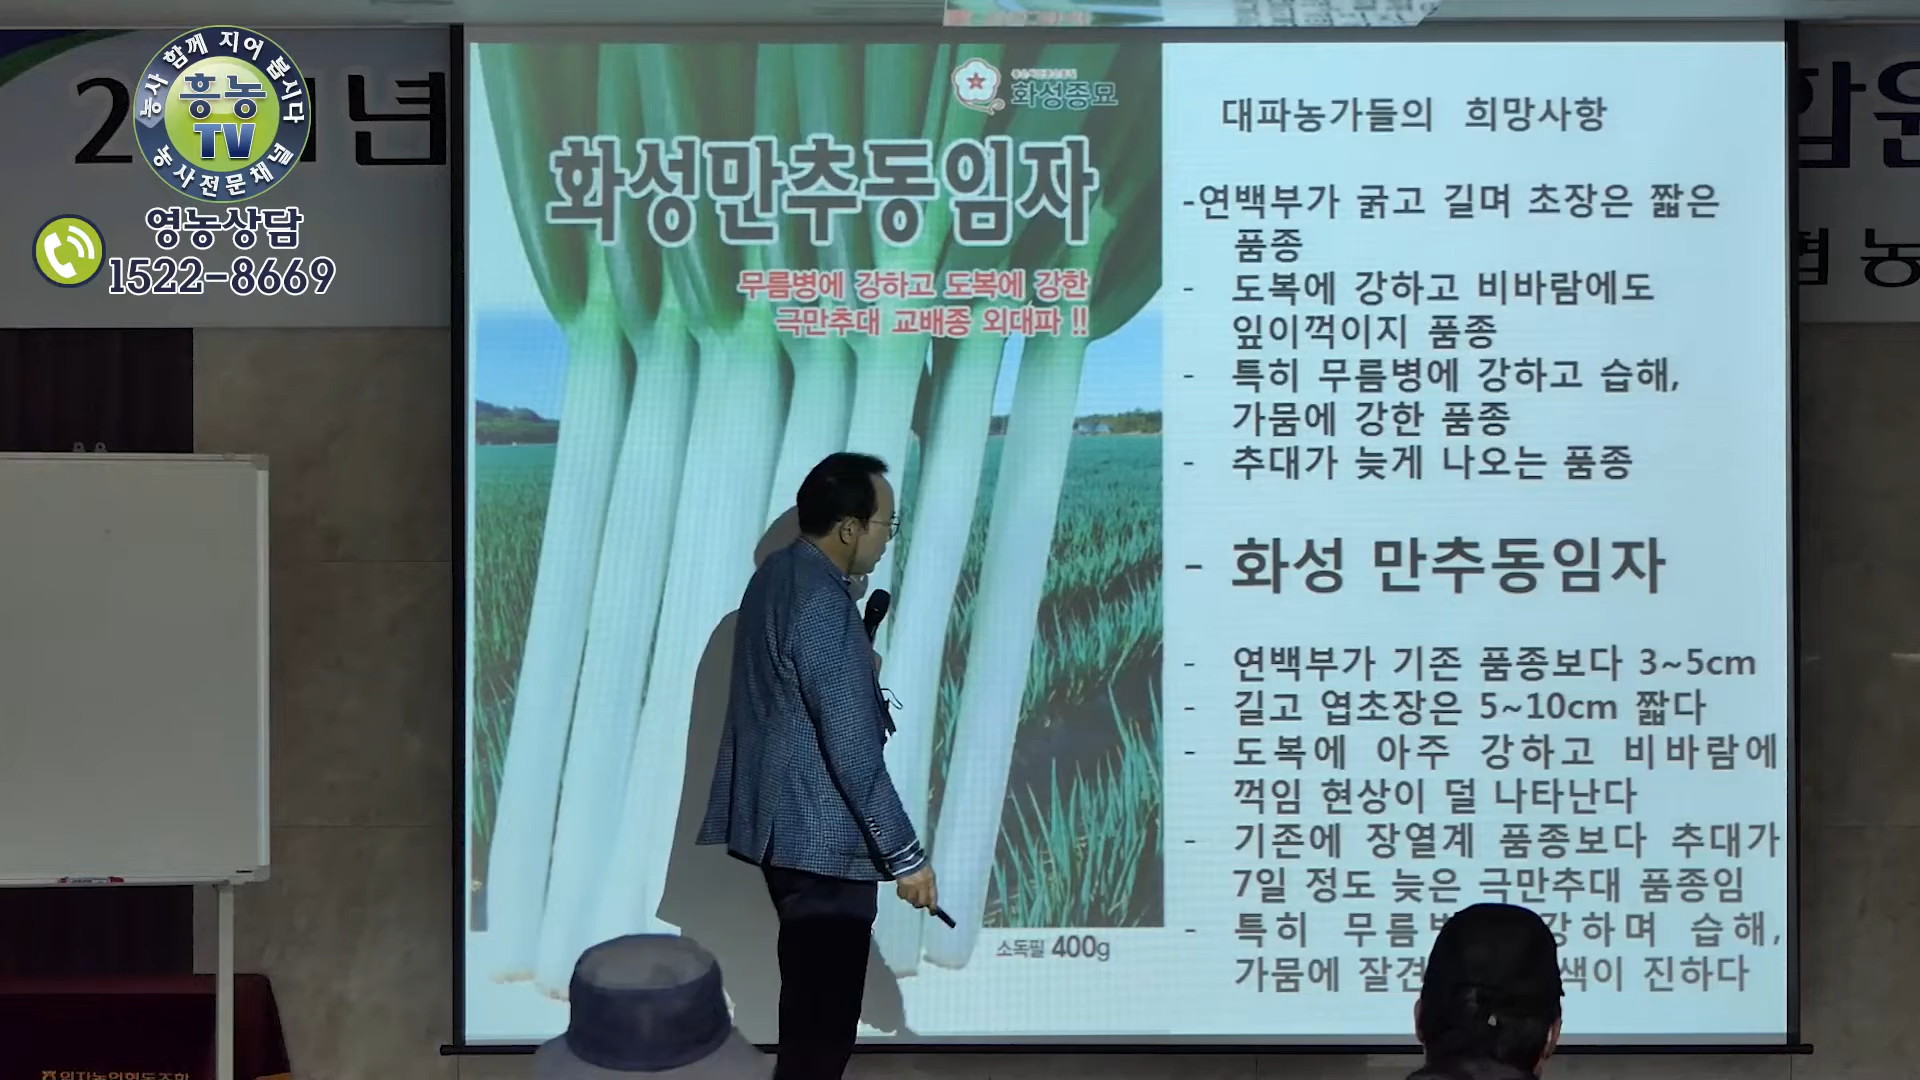 농사 함께 지어 봅시다
흥농
TV
농사전문채널
영농상담
1522-8669
년
화성종묘
화성만추동임자
무름병에 강하고 도복에 강한
극만추대 교배종 외대파 !!
소독필 400g
대파농가들의 희망사항
-연백부가 굵고 길며 초장은 짧은
품종
- 도복에 강하고 비바람에도
잎이꺽이지 품종
- 특히 무름병에 강하고 습해,
가뭄에 강한 품종
- 추대가 늦게 나오는 품종
- 화성 만추동임자
- 연백부가 기존 품종보다 3~5cm
- 길고 엽초장은 5~10cm 짧다
- 도복에 아주 강하고 비바람에
꺽임 현상이 덜 나타난다
- 기존에 장열계 품종보다 추대가
7일 정도 늦은 극만추대 품종임
- 특히 강하며 습해,
가뭄에 진하다